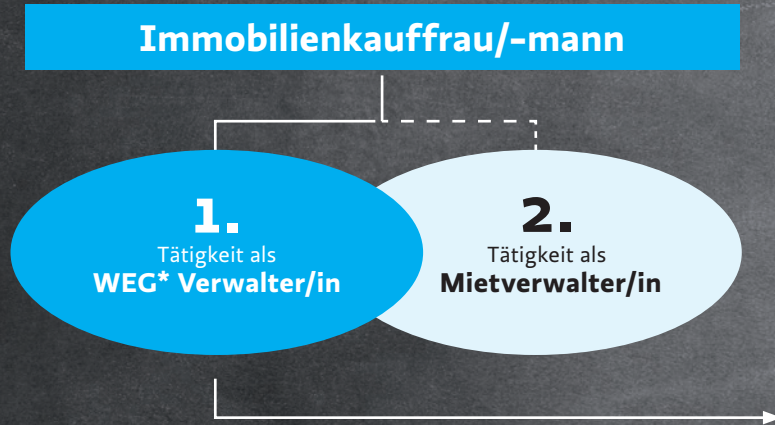 Immobilienkauffrau/-mann
1.
Tätigkeit als
WEG* Verwalter/in
2.
Tätigkeit als
Mietverwalter/in